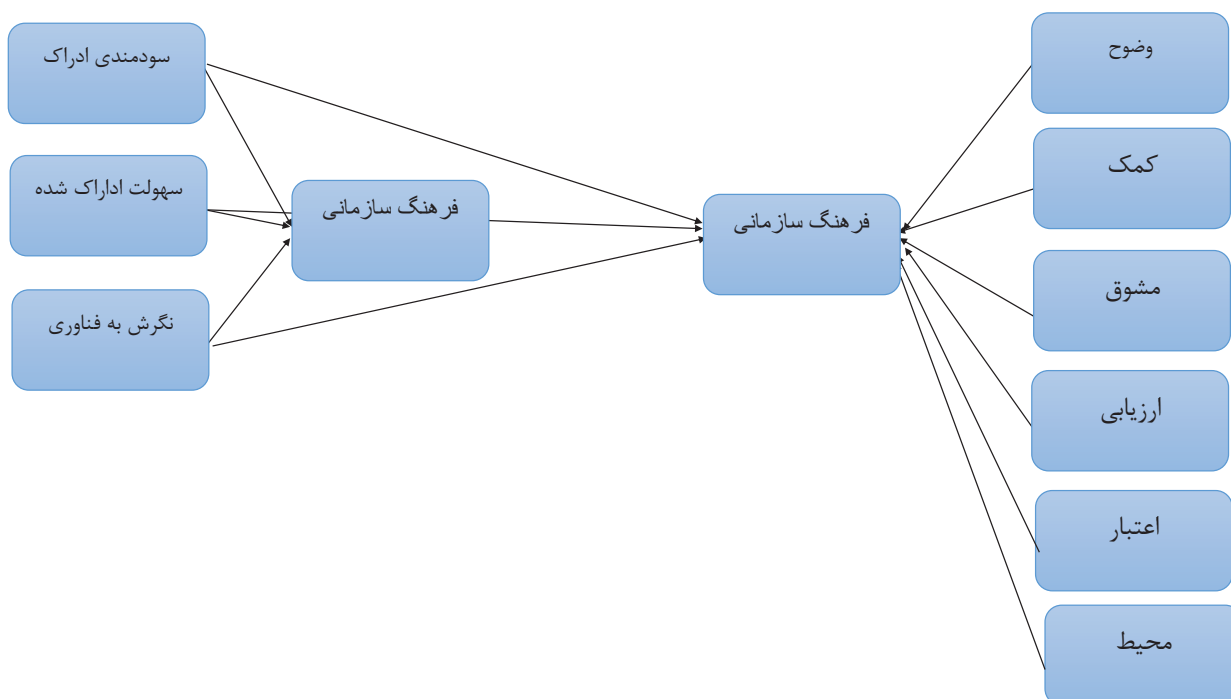 سودمندی ادراک
سهولت اداراک شده
نگرش به فناوری
فرهنگ سازمانی
فرهنگ سازمانی
وضوح
کمک
مشوق
ارزیابی
اعتبار
محیط